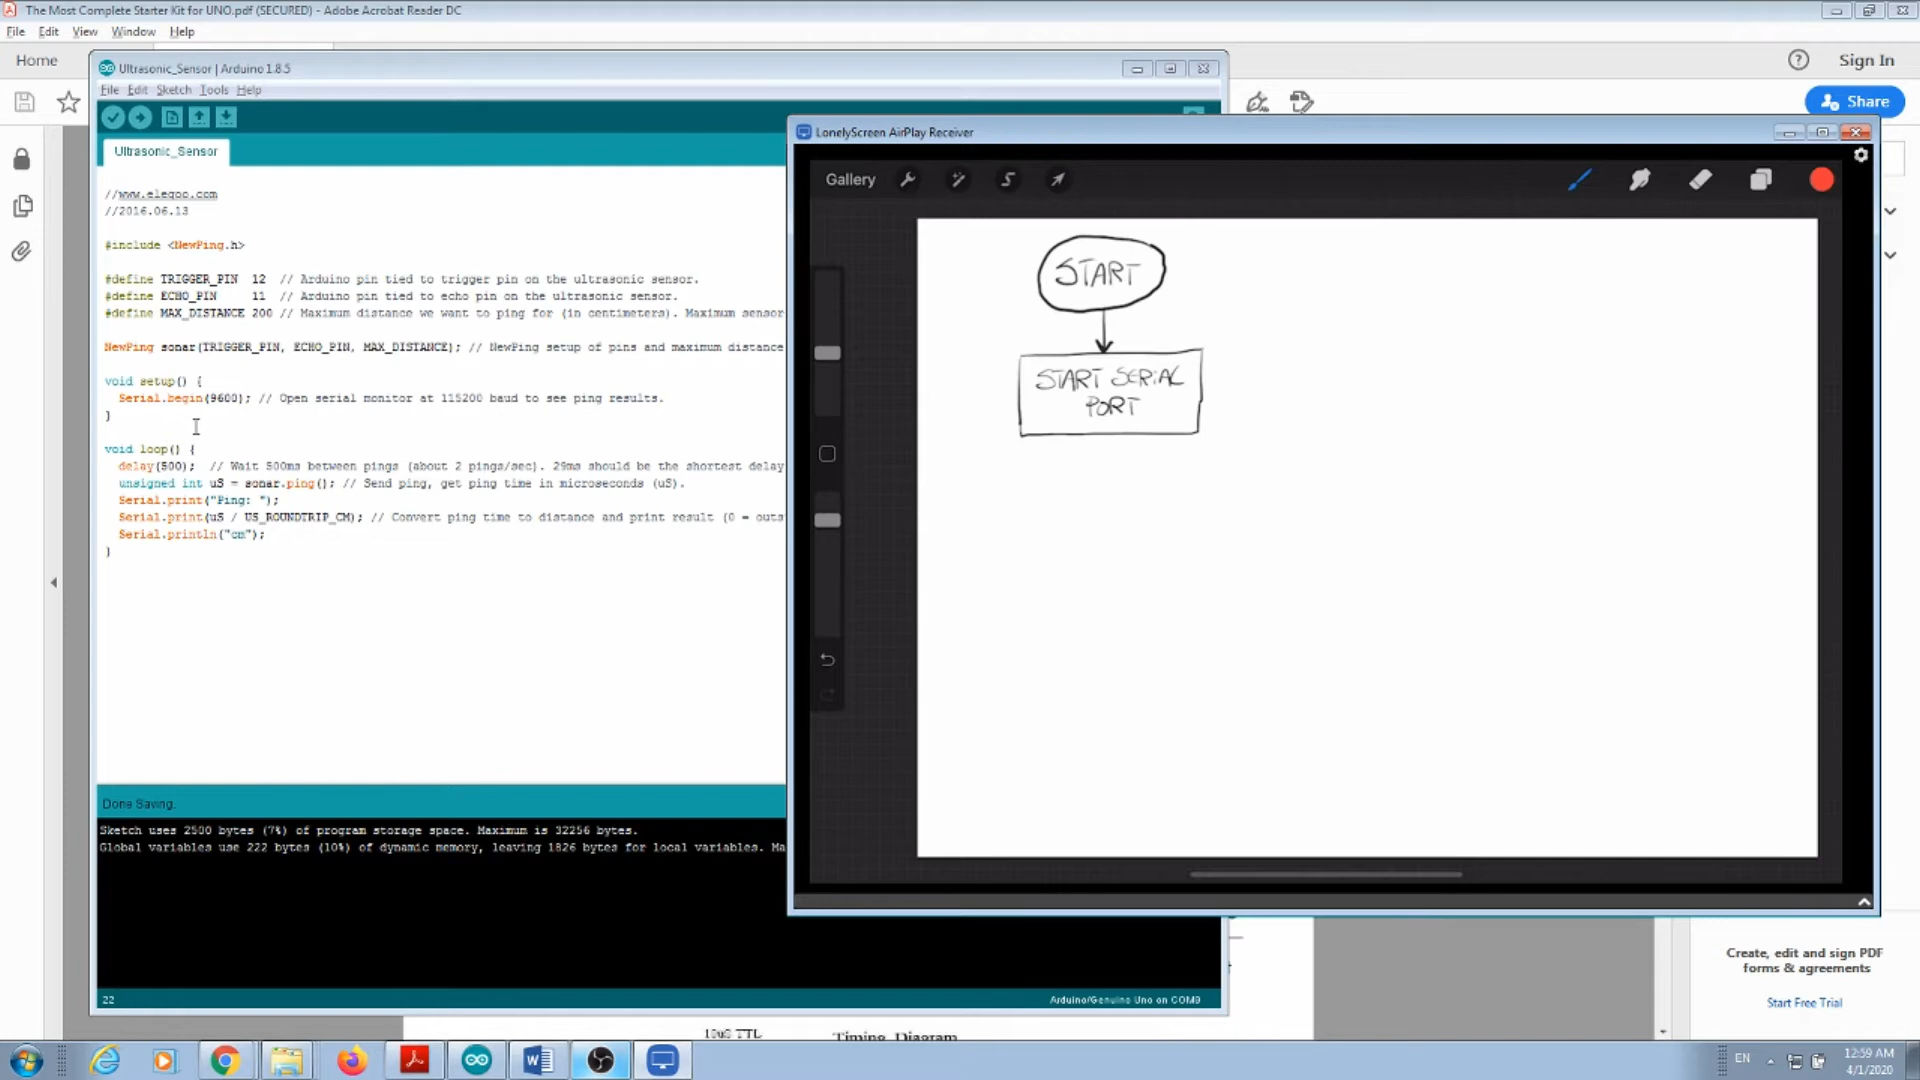 The Most Complete Starter Kit for UNO.pdf (SECURED) - Adobe Acrobat Reader DC
File Edit View Window Help
Home
Sign In
Share
Ultrasonic_Sensor | Arduino 1.8.5
File Edit Sketch Tools Help
Ultrasonic_Sensor
//www.elegoo.com
//2016.06.13
#include <NewPing.h>
#define TRIGGER_PIN 12 // Arduino pin tied to trigger pin on the ultrasonic sensor.
#define ECHO_PIN 11 // Arduino pin tied to echo pin on the ultrasonic sensor.
#define MAX_DISTANCE 200 // Maximum distance we want to ping for (in centimeters). Maximum sensor
NewPing sonar(TRIGGER_PIN, ECHO_PIN, MAX_DISTANCE); // NewPing setup of pins and maximum distance
void setup() {
Serial.begin(9600); // Open serial monitor at 115200 baud to see ping results.
}
void loop() {
delay(500); // Wait 500ms between pings (about 2 pings/sec). 29ms should be the shortest delay
unsigned int uS = sonar.ping(); // Send ping, get ping time in microseconds (uS).
Serial.print("Ping: ");
Serial.print(uS / US_ROUNDTRIP_CM); // Convert ping time to distance and print result (0 = outs
Serial.println("cm");
}
Done Saving.
Sketch uses 2500 bytes (7%) of program storage space. Maximum is 32256 bytes.
Global variables use 222 bytes (10%) of dynamic memory, leaving 1826 bytes for local variables. Ma
22
Arduino/Genuino Uno on COM9
LonelyScreen AirPlay Receiver
Gallery
START
START SERIAL
PORT
Create, edit and sign PDF
forms & agreements
Start Free Trial
10uS TTL
Timing Diagram
EN
12:59 AM
4/1/2020